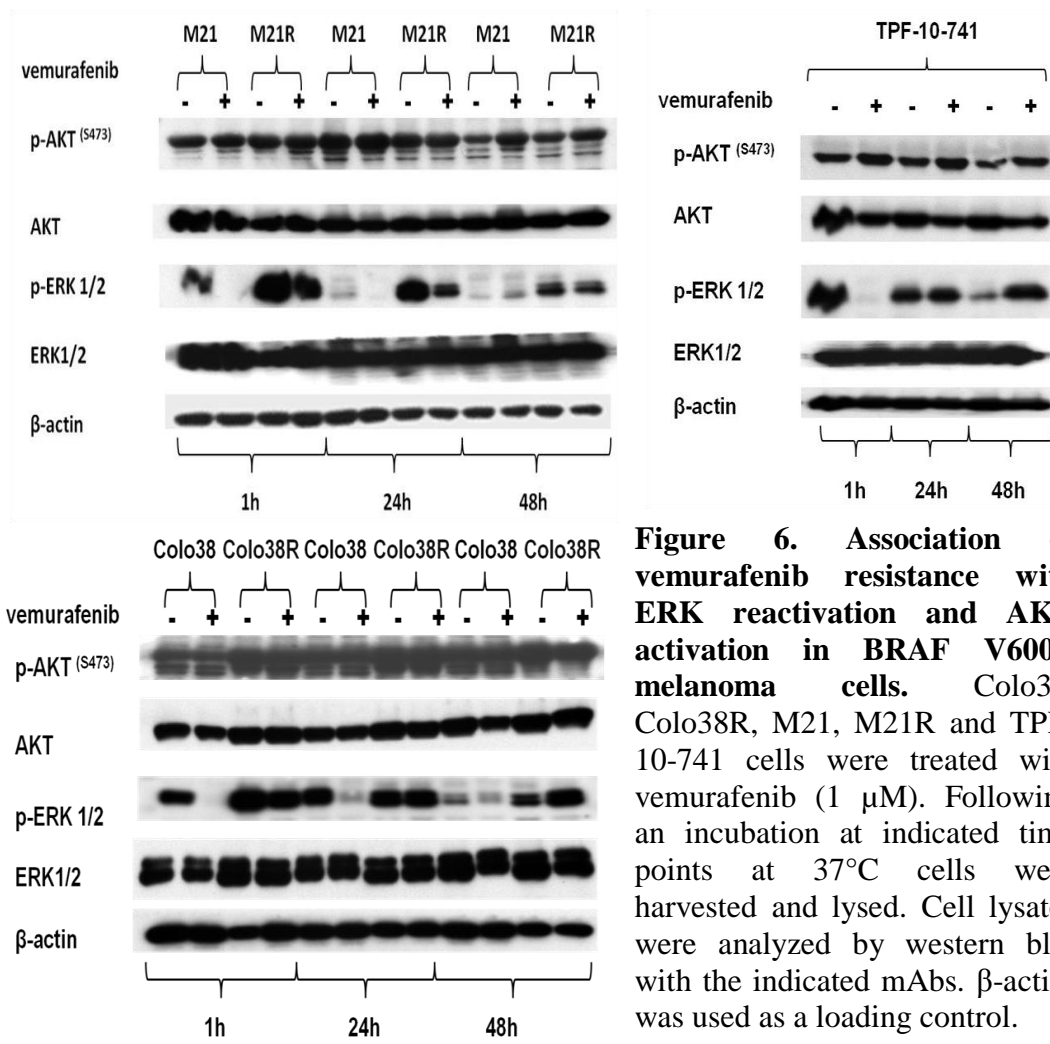 M21 M21R M21 M21R M21 M21R
vemurafenib
- + - + - + - + - + - +
p-AKT (S473)
AKT
p-ERK 1/2
ERK1/2
β-actin
1h 24h 48h
TPF-10-741
vemurafenib
- + - + - +
p-AKT (S473)
AKT
p-ERK 1/2
ERK1/2
β-actin
1h 24h 48h
Colo38 Colo38R Colo38 Colo38R Colo38 Colo38R
vemurafenib
- + - + - + - + - + - +
p-AKT (S473)
AKT
p-ERK 1/2
ERK1/2
β-actin
1h 24h 48h
Figure 6. Association
vemurafenib resistance
ERK reactivation and
activation in BRAF
melanoma cells.
Colo38R, M21, M21R and
10-741 cells were treated
vemurafenib (1 μM).
an incubation at indicated
points at 37°C cells
harvested and lysed. Cell
were analyzed by western
with the indicated mAbs.
was used as a loading control.